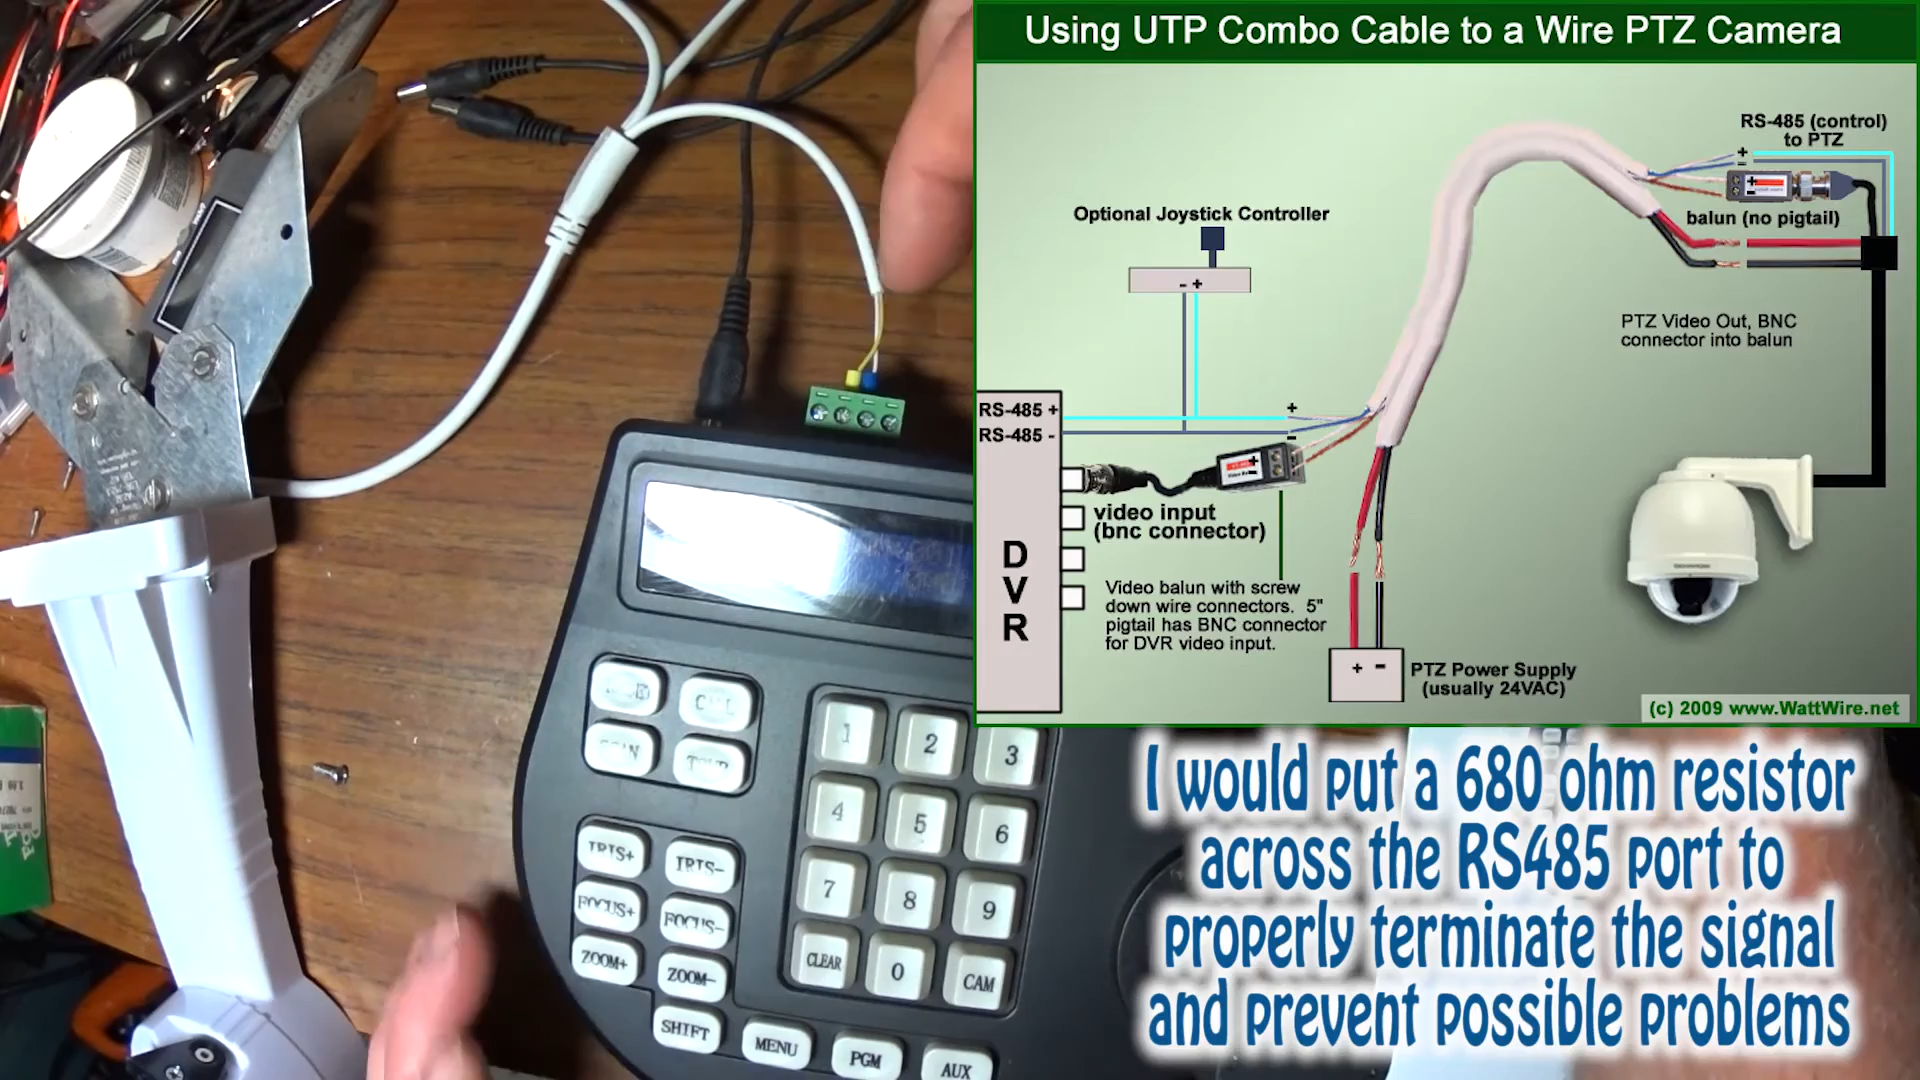 Using UTP Combo Cable to a Wire PTZ Camera
RS-485 (control)
to PTZ
+
–
balun (no pigtail)
Optional Joystick Controller
- +
PTZ Video Out, BNC
connector into balun
RS-485 +
RS-485 -
+
–
video input
(bnc connector)
D
V
R
Video balun with screw
down wire connectors. 5"
pigtail has BNC connector
for DVR video input.
+ –
PTZ Power Supply
(usually 24VAC)
(c) 2009 www.WattWire.net
I would put a 680 ohm resistor
across the RS485 port to
properly terminate the signal
and prevent possible problems
1 2 3
4 5 6
7 8 9
CLEAR 0 CAM
IRIS+ IRIS-
FOCUS+ FOCUS-
ZOOM+ ZOOM-
SHIFT MENU PGM AUX